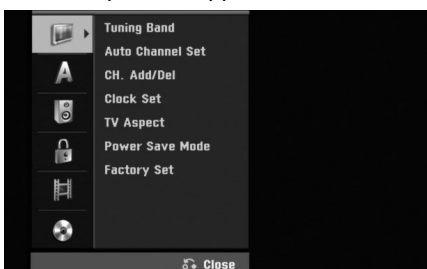 Tuning Band
Auto Channel Set
A
CH. Add/Del
Clock Set
TV Aspect
Power Save Mode
Factory Set
Close